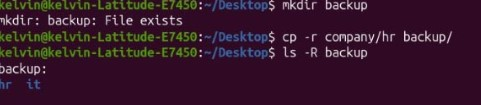 kelvin@kelvin-Latitude-E7450:~/Desktop$ mkdir backup
mkdir: backup: File exists
kelvin@kelvin-Latitude-E7450:~/Desktop$ cp -r company/hr backup/
kelvin@kelvin-Latitude-E7450:~/Desktop$ ls -R backup
backup:
hr it